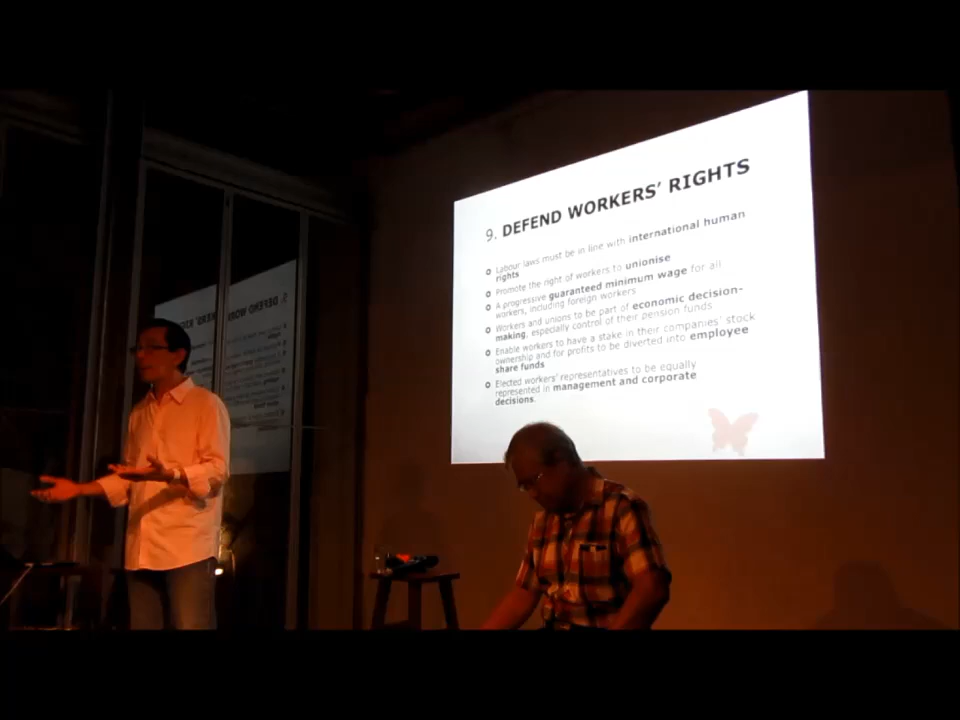 9. DEFEND WORKERS' RIGHTS
Labour laws must be in line with international human
rights
Promote the right of workers to unionise
A progressive guaranteed minimum wage for all
workers, including foreign workers
Workers and unions to be part of economic decision-
making, especially control of their pension funds
Enable workers to have a stake in their companies' stock
ownership and for profits to be diverted into employee
share funds
Elected workers' representatives to be equally
represented in management and corporate
decisions.